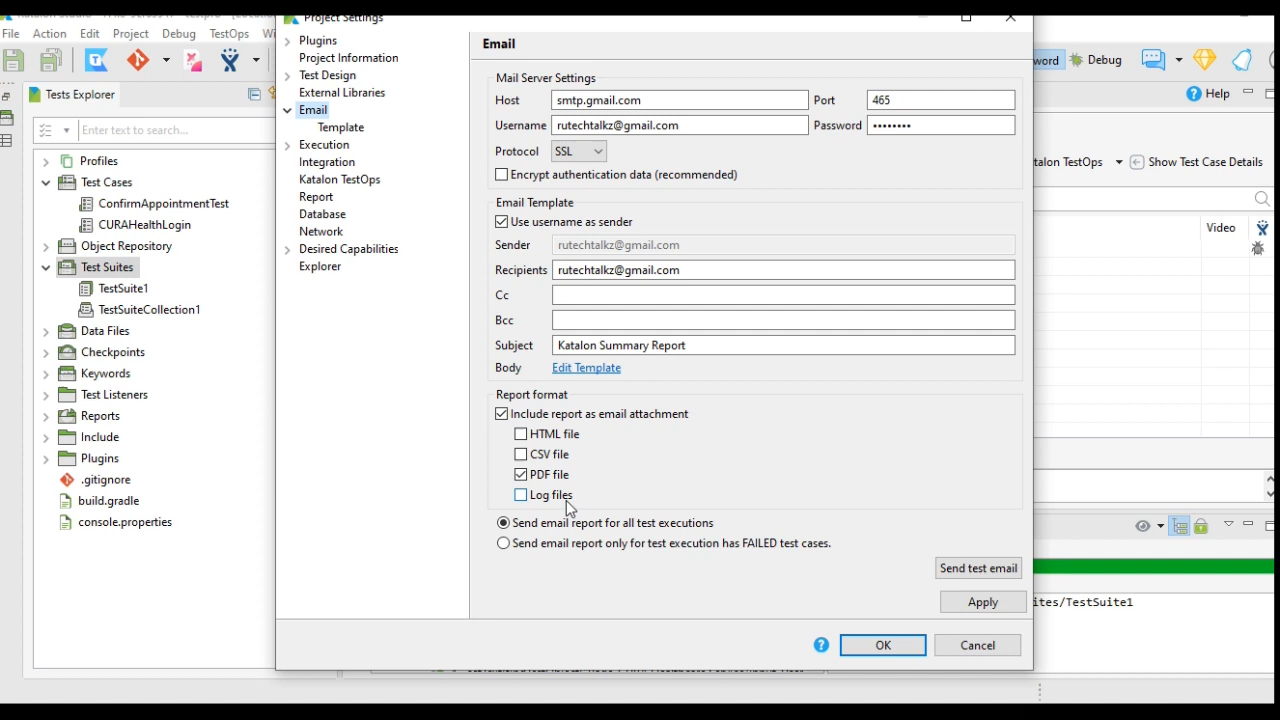 Project Settings
File Action Edit Project Debug TestOps Wi
Tests Explorer
Enter text to search...
Profiles
Test Cases
ConfirmAppointmentTest
CURAHealthLogin
Object Repository
Test Suites
TestSuite1
TestSuiteCollection1
Data Files
Checkpoints
Keywords
Test Listeners
Reports
Include
Plugins
.gitignore
build.gradle
console.properties
Plugins
Project Information
Test Design
External Libraries
Email
Template
Execution
Integration
Katalon TestOps
Report
Database
Network
Desired Capabilities
Explorer
Email
Mail Server Settings
Host smtp.gmail.com Port 465
Username rutechtalkz@gmail.com Password ••••••••
Protocol SSL
Encrypt authentication data (recommended)
Email Template
Use username as sender
Sender rutechtalkz@gmail.com
Recipients rutechtalkz@gmail.com
Cc
Bcc
Subject Katalon Summary Report
Body Edit Template
Report format
Include report as email attachment
HTML file
CSV file
PDF file
Log files
Send email report for all test executions
Send email report only for test execution has FAILED test cases.
Send test email
Apply
OK Cancel
word Debug
Help
talon TestOps Show Test Case Details
Video
ites/TestSuite1